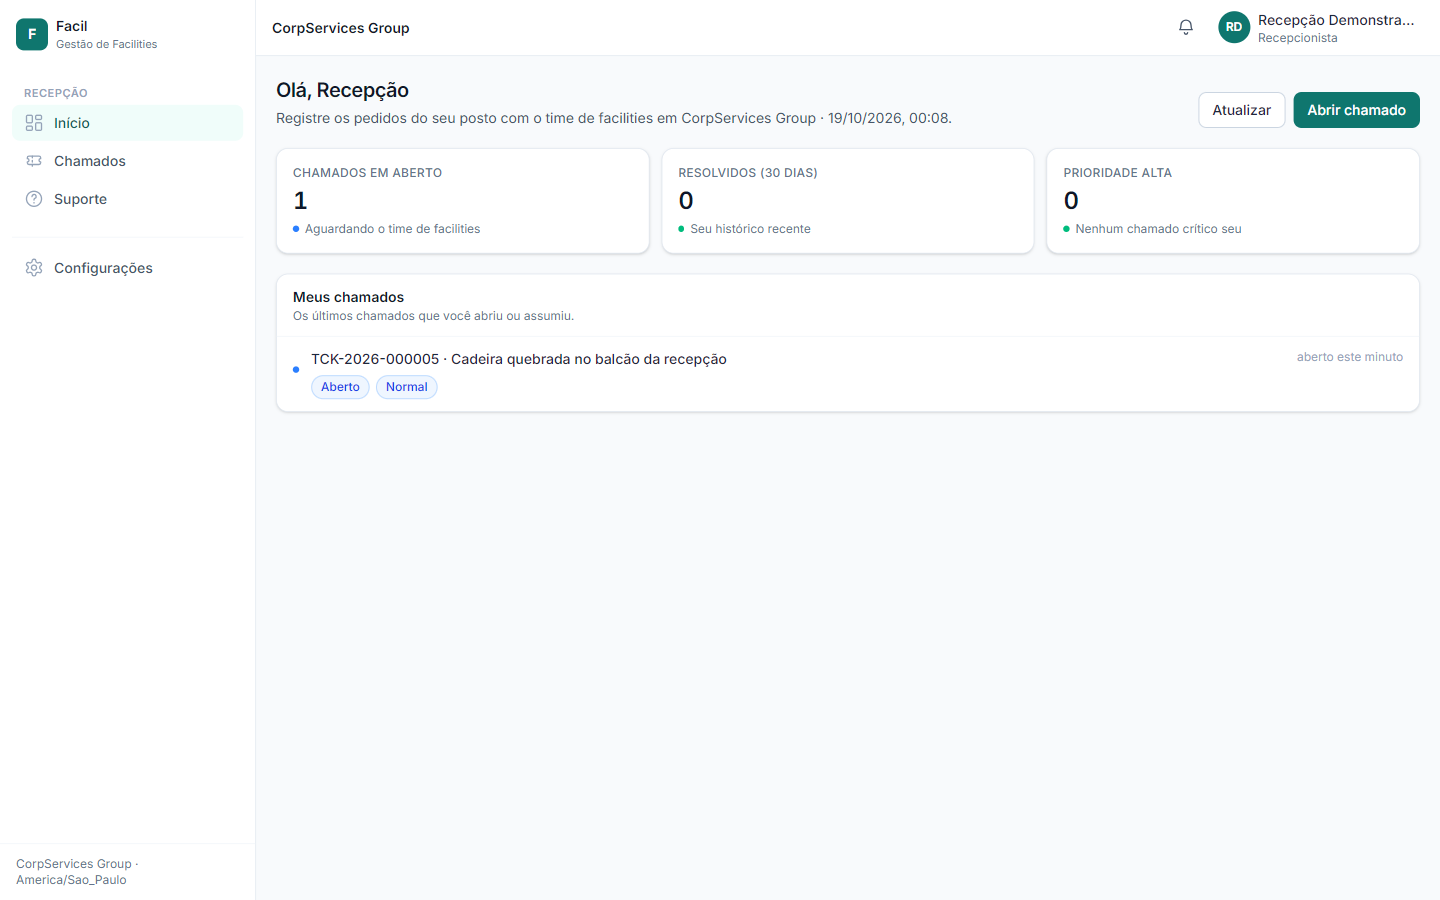 F
Facil
Gestão de Facilities
RECEPÇÃO
Início
Chamados
Suporte
Configurações
CorpServices Group ·
America/Sao_Paulo
CorpServices Group
RD
Recepção Demonstra...
Recepcionista
Olá, Recepção
Registre os pedidos do seu posto com o time de facilities em CorpServices Group · 19/10/2026, 00:08.
Atualizar
Abrir chamado
CHAMADOS EM ABERTO
1
Aguardando o time de facilities
RESOLVIDOS (30 DIAS)
0
Seu histórico recente
PRIORIDADE ALTA
0
Nenhum chamado crítico seu
Meus chamados
Os últimos chamados que você abriu ou assumiu.
TCK-2026-000005 · Cadeira quebrada no balcão da recepção
aberto este minuto
Aberto
Normal